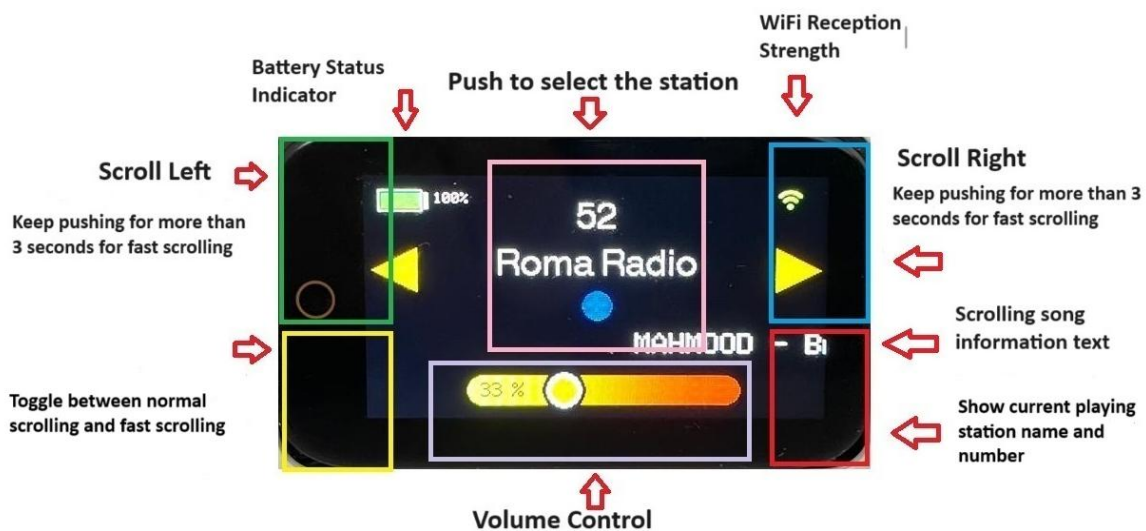 WiFi Reception
Strength
Battery Status
Indicator
Push to select the station
Scroll Left
Keep pushing for more than
3 seconds for fast scrolling
Scroll Right
Keep pushing for more than 3
seconds for fast scrolling
100%
52
Roma Radio
MAHMOOD - B
33 %
Scrolling song
information text
Toggle between normal
scrolling and fast scrolling
Show current playing
station name and
number
Volume Control